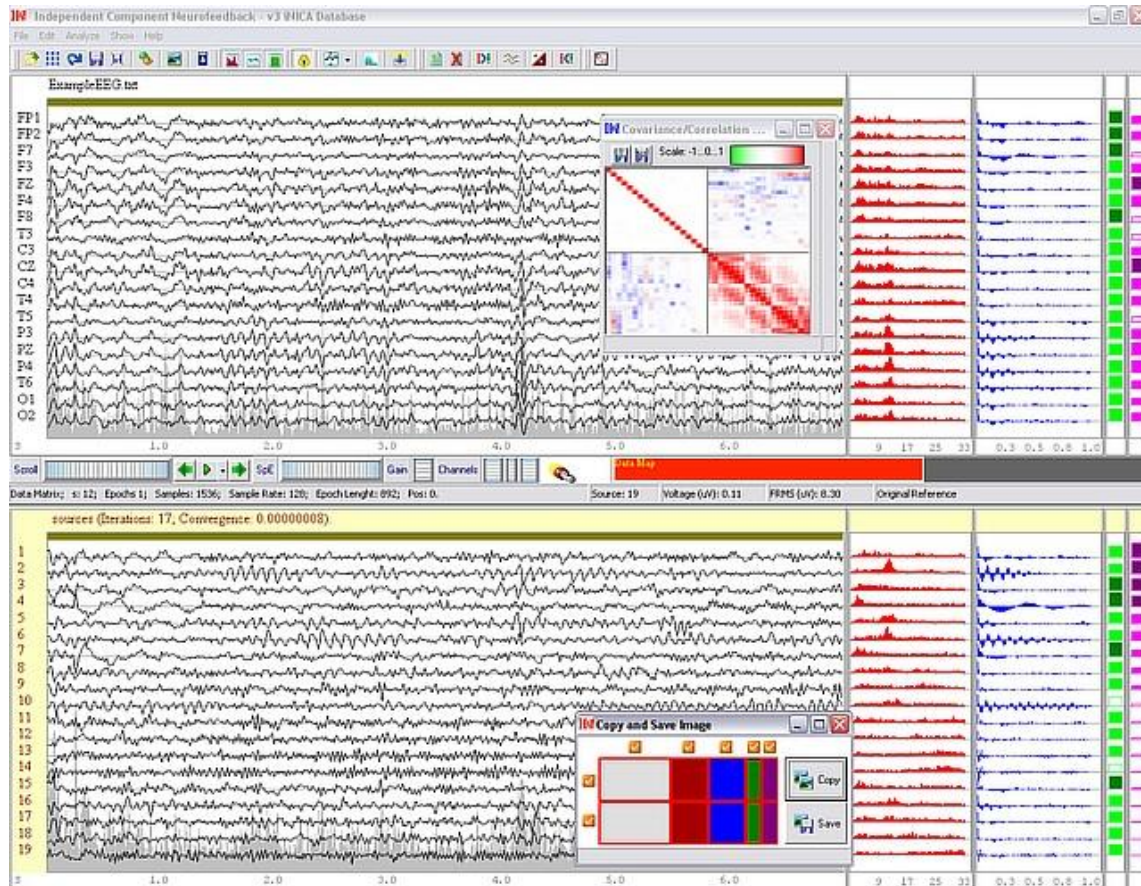 Independent Component Neurofeedback - v3 iNICA Database
File Edit Analyze Show Help
ExampleEEG.txt
FP1
FP2
F7
F3
FZ
F4
F8
T3
C3
CZ
C4
T4
T5
P3
PZ
P4
T6
O1
O2
Covariance/Correlation ...
Scale: -1...0...1
s 1.0 2.0 3.0 4.0 5.0 6.0 9 17 25 33 0.3 0.5 0.8 1.0
Scroll SpE Gain Channels Data Map
Data Matrix; s: 12; Epochs 1; Samples: 1536; Sample Rate: 128; Epoch Lenght: 892; Pos: 0. Source: 19 Voltage (uV): 0.11 FRMS (uV): 8.30 Original Reference
sources (Iterations: 17, Convergence: 0.00000008)
1
2
3
4
5
6
7
8
9
10
11
12
13
14
15
16
17
18
19
Copy and Save Image
Copy
Save
s 1.0 2.0 3.0 4.0 5.0 6.0 9 17 25 33 0.3 0.5 0.8 1.0